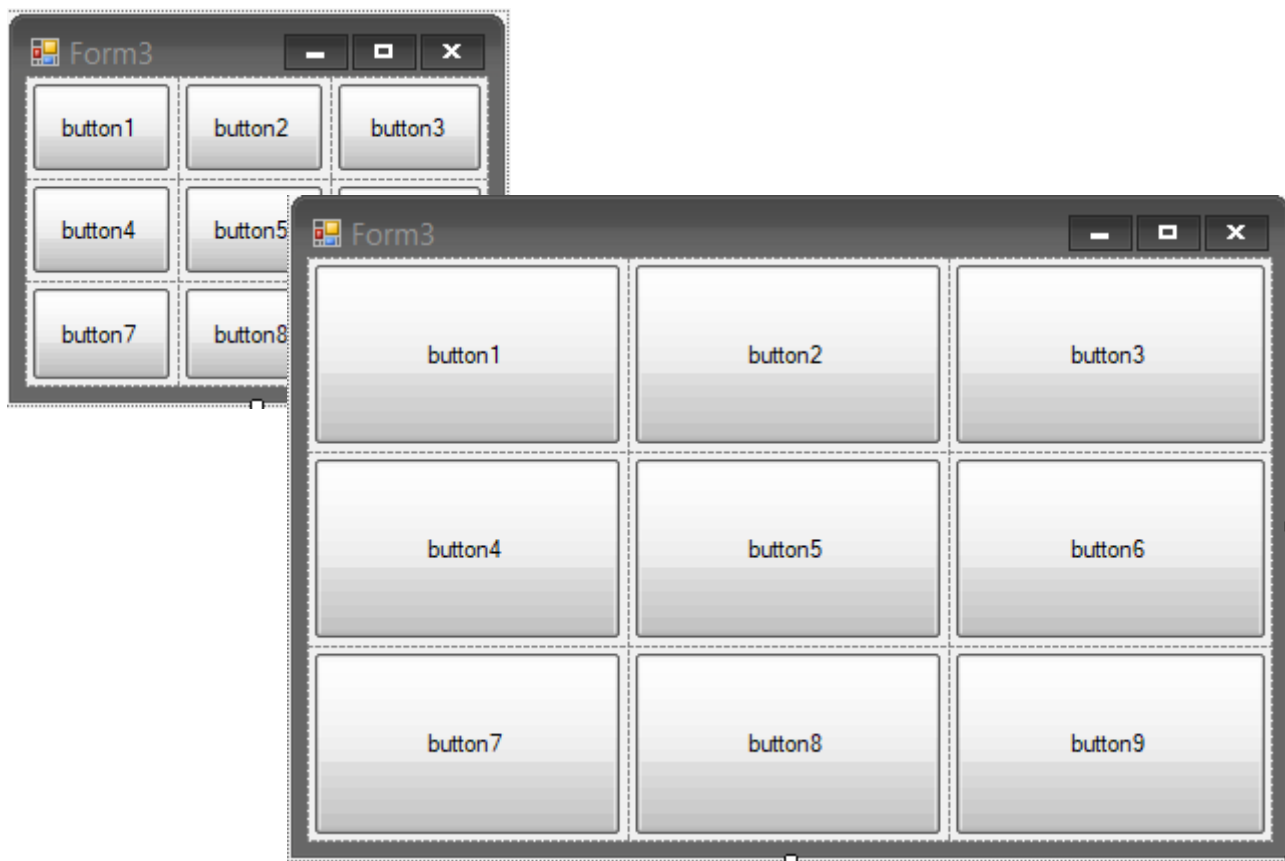 Form3
button1 button2 button3
button4 button5
button7 button8
Form3
button1 button2 button3
button4 button5 button6
button7 button8 button9